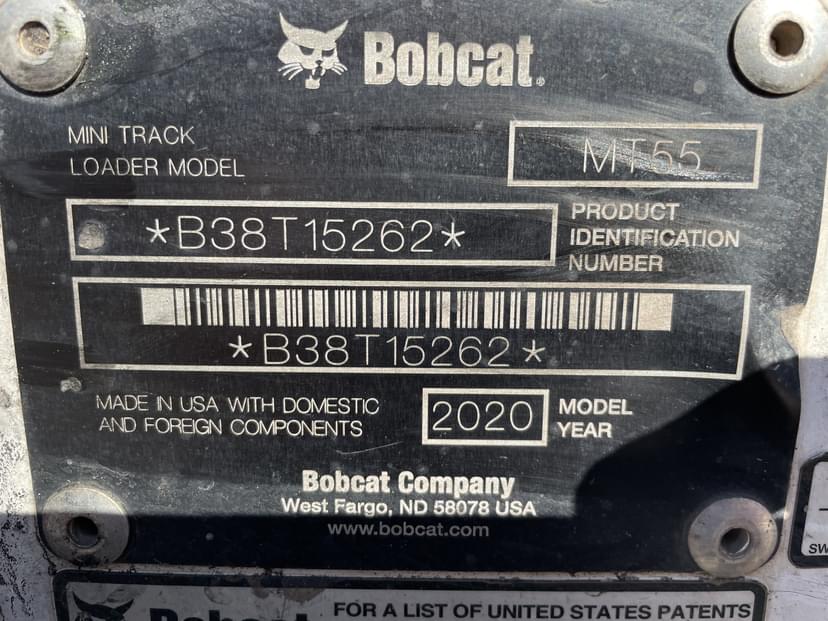 Bobcat®
MINI TRACK
LOADER MODEL
MT55
*B38T15262*
PRODUCT
IDENTIFICATION
NUMBER
*B38T15262*
MADE IN USA WITH DOMESTIC
AND FOREIGN COMPONENTS
2020
MODEL
YEAR
Bobcat Company
West Fargo, ND 58078 USA
www.bobcat.com
SW
Bobcat
FOR A LIST OF UNITED STATES PATENTS